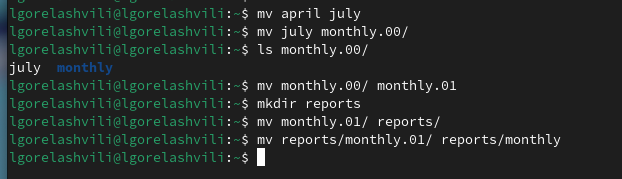 lgorelashvili@lgorelashvili:~$ mv april july
lgorelashvili@lgorelashvili:~$ mv july monthly.00/
lgorelashvili@lgorelashvili:~$ ls monthly.00/
july  monthly
lgorelashvili@lgorelashvili:~$ mv monthly.00/ monthly.01
lgorelashvili@lgorelashvili:~$ mkdir reports
lgorelashvili@lgorelashvili:~$ mv monthly.01/ reports/
lgorelashvili@lgorelashvili:~$ mv reports/monthly.01/ reports/monthly
lgorelashvili@lgorelashvili:~$